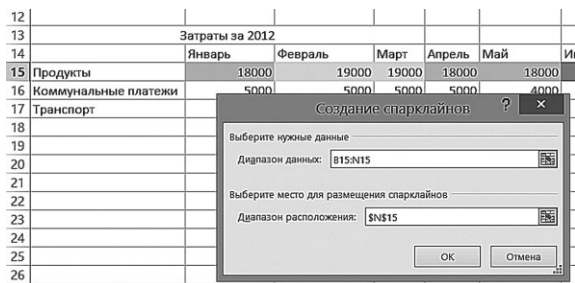 12
13 Затраты за 2012
14 Январь Февраль Март Апрель Май
15 Продукты 18000 19000 19000 18000 18000
16 Коммунальные платежи 5000 5000 5000 5000 4000
17 Транспорт
18
19
20
21
22
23
24
25
26
Создание спарклайнов ? ×
Выберите нужные данные
Диапазон данных: B15:N15
Выберите место для размещения спарклайнов
Диапазон расположения: $N$15
ОК Отмена